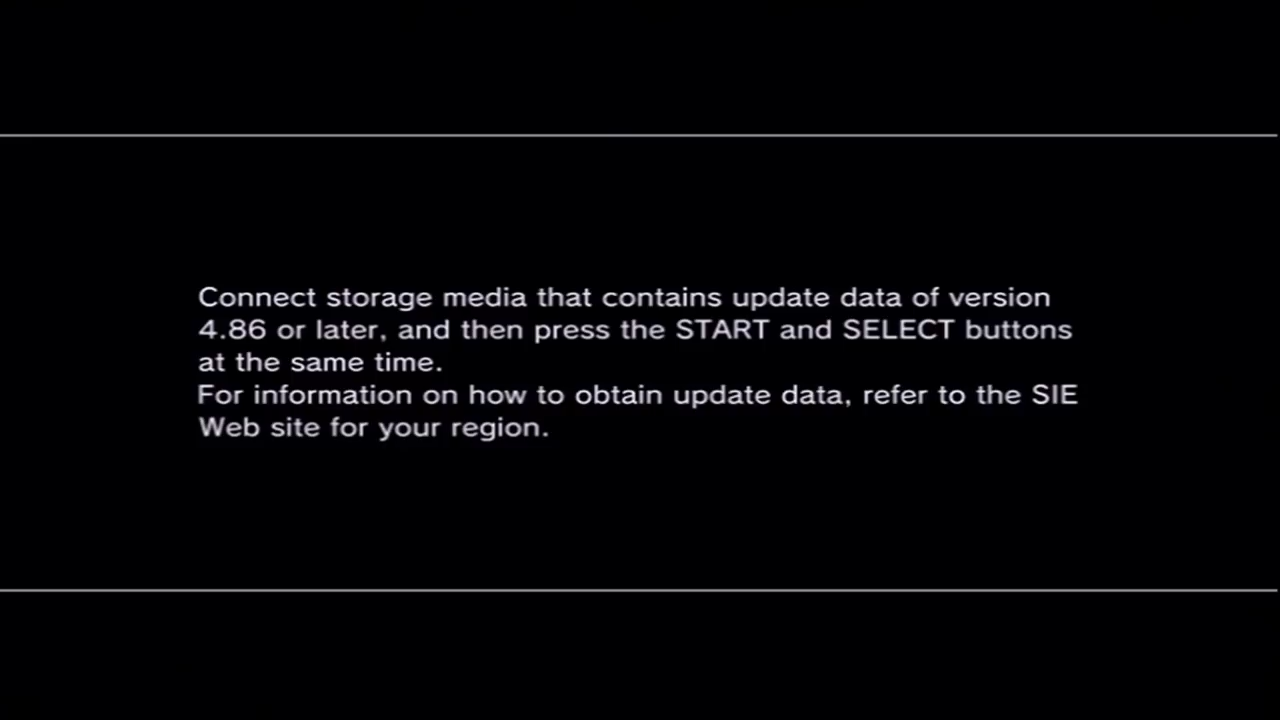 Connect storage media that contains update data of version
4.86 or later, and then press the START and SELECT buttons
at the same time.
For information on how to obtain update data, refer to the SIE
Web site for your region.